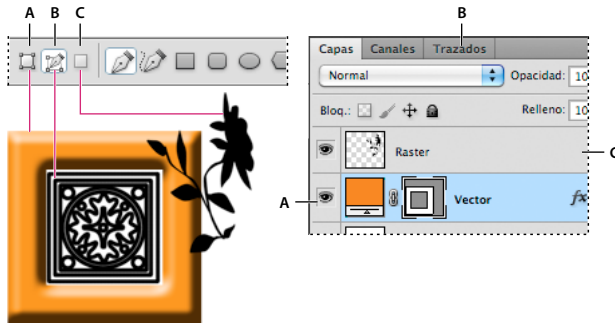 A B C
B
Capas Canales Trazados
Normal Opacidad: 10
Bloq.: Relleno: 10
Raster
C
A
Vector fx